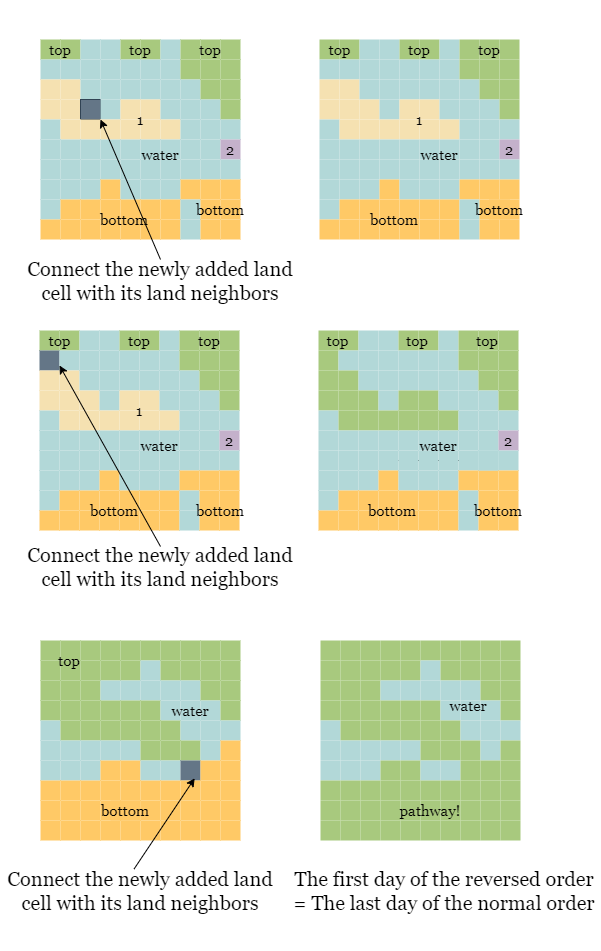 top top top
1
2
water
bottom
bottom
top top top
1
2
water
bottom
bottom
Connect the newly added land
cell with its land neighbors
top top top
1
2
water
bottom
bottom
top top top
2
water
bottom
bottom
Connect the newly added land
cell with its land neighbors
top
water
bottom
water
pathway!
Connect the newly added land
cell with its land neighbors
The first day of the reversed order
= The last day of the normal order